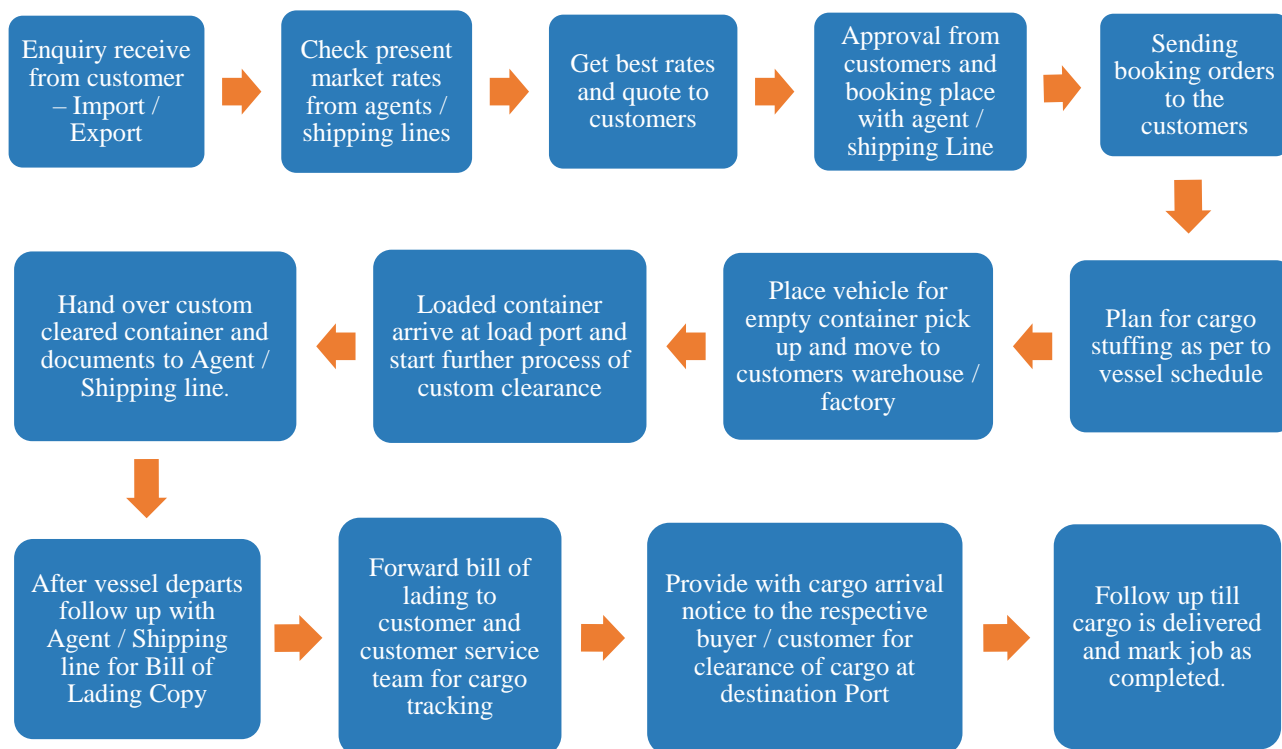 Enquiry receive
from customer
– Import /
Export
Check present
market rates
from agents /
shipping lines
Get best rates
and quote to
customers
Approval from
customers and
booking place
with agent /
shipping Line
Sending
booking orders
to the
customers
Plan for cargo
stuffing as per to
vessel schedule
Place vehicle for
empty container pick
up and move to
customers warehouse /
factory
Loaded container
arrive at load port and
start further process of
custom clearance
Hand over custom
cleared container and
documents to Agent /
Shipping line.
After vessel departs
follow up with
Agent / Shipping
line for Bill of
Lading Copy
Forward bill of
lading to
customer and
customer service
team for cargo
tracking
Provide with cargo arrival
notice to the respective
buyer / customer for
clearance of cargo at
destination Port
Follow up till
cargo is delivered
and mark job as
completed.